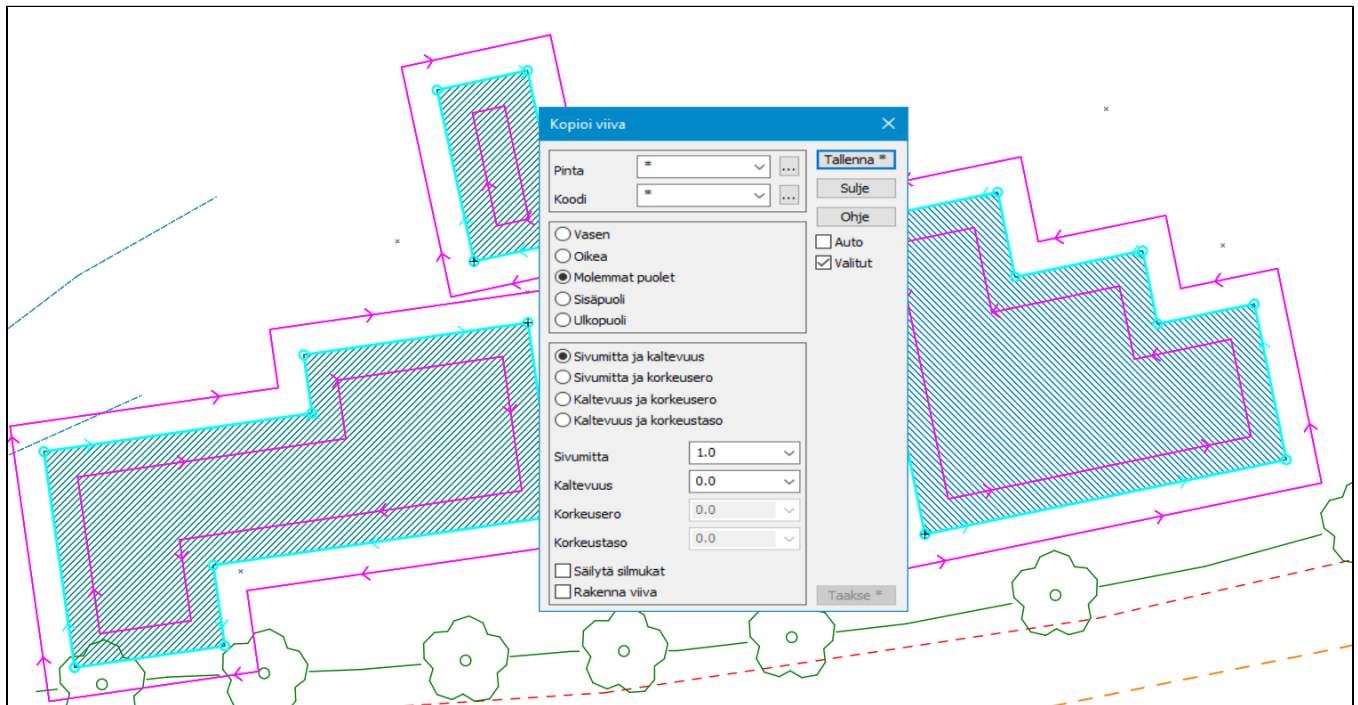 Kopioi viiva
Pinta * ...
Koodi * ...
Tallenna *
Sulje
Ohje
Auto
Valitut
Vasen
Oikea
Molemmat puolet
Sisäpuoli
Ulkopuoli
Sivumitta ja kaltevuus
Sivumitta ja korkeusero
Kaltevuus ja korkeusero
Kaltevuus ja korkeustaso
Sivumitta 1.0
Kaltevuus 0.0
Korkeusero 0.0
Korkeustaso 0.0
Säilytä silmukat
Rakenna viiva
Taakse *